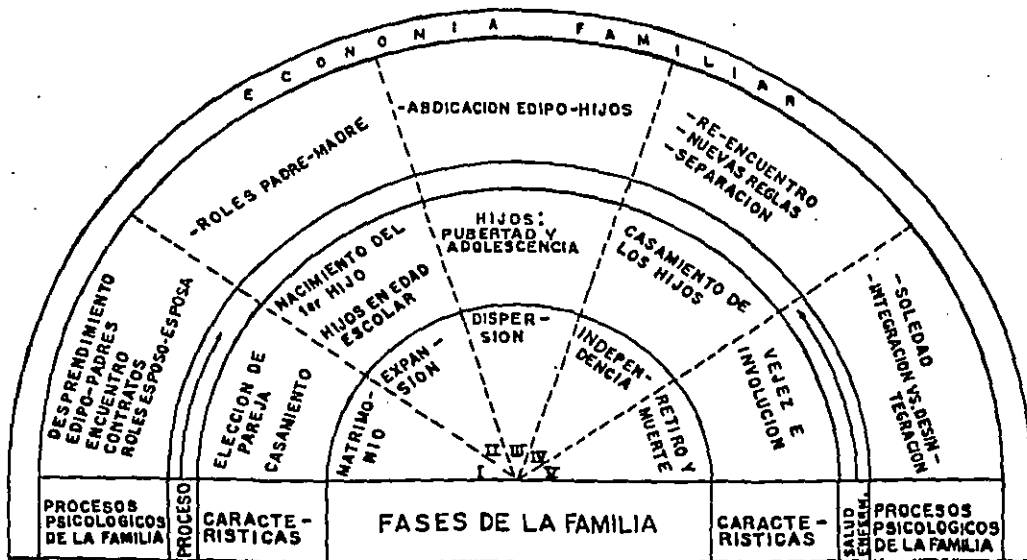 ECONONIA FAMILIAR
DESPRENDIMIENTO
EDIPO-PADRES
ENCUENTRO
CONTRATOS
ROLES ESPOSO-ESPOSA
-ROLES PADRE-MADRE
-ABDICACION EDIPO-HIJOS
-RE-ENCUENTRO
-NUEVAS REGLAS
-SEPARACION
-SOLEDAD
-INTEGRACION VS. DESIN-
TEGRACION
ELECCION DE
PAREJA
CASAMIENTO
NACIMIENTO DEL
1er HIJO
HIJOS EN EDAD
ESCOLAR
HIJOS:
PUBERTAD Y
ADOLESCENCIA
CASAMIENTO DE
LOS HIJOS
VEJEZ E
INVOLUCION
MATRIMO-
NIO
EXPAN-
SION
DISPER-
SION
INDEPEN-
DENCIA
RETIRO Y
MUERTE
I II III IV V
PROCESOS
PSICOLOGICOS
DE LA FAMILIA
PROCESO
CARACTE-
RISTICAS
FASES DE LA FAMILIA
CARACTE-
RISTICAS
SALUD
ENFERM.
PROCESOS
PSICOLOGICOS
DE LA FAMILIA